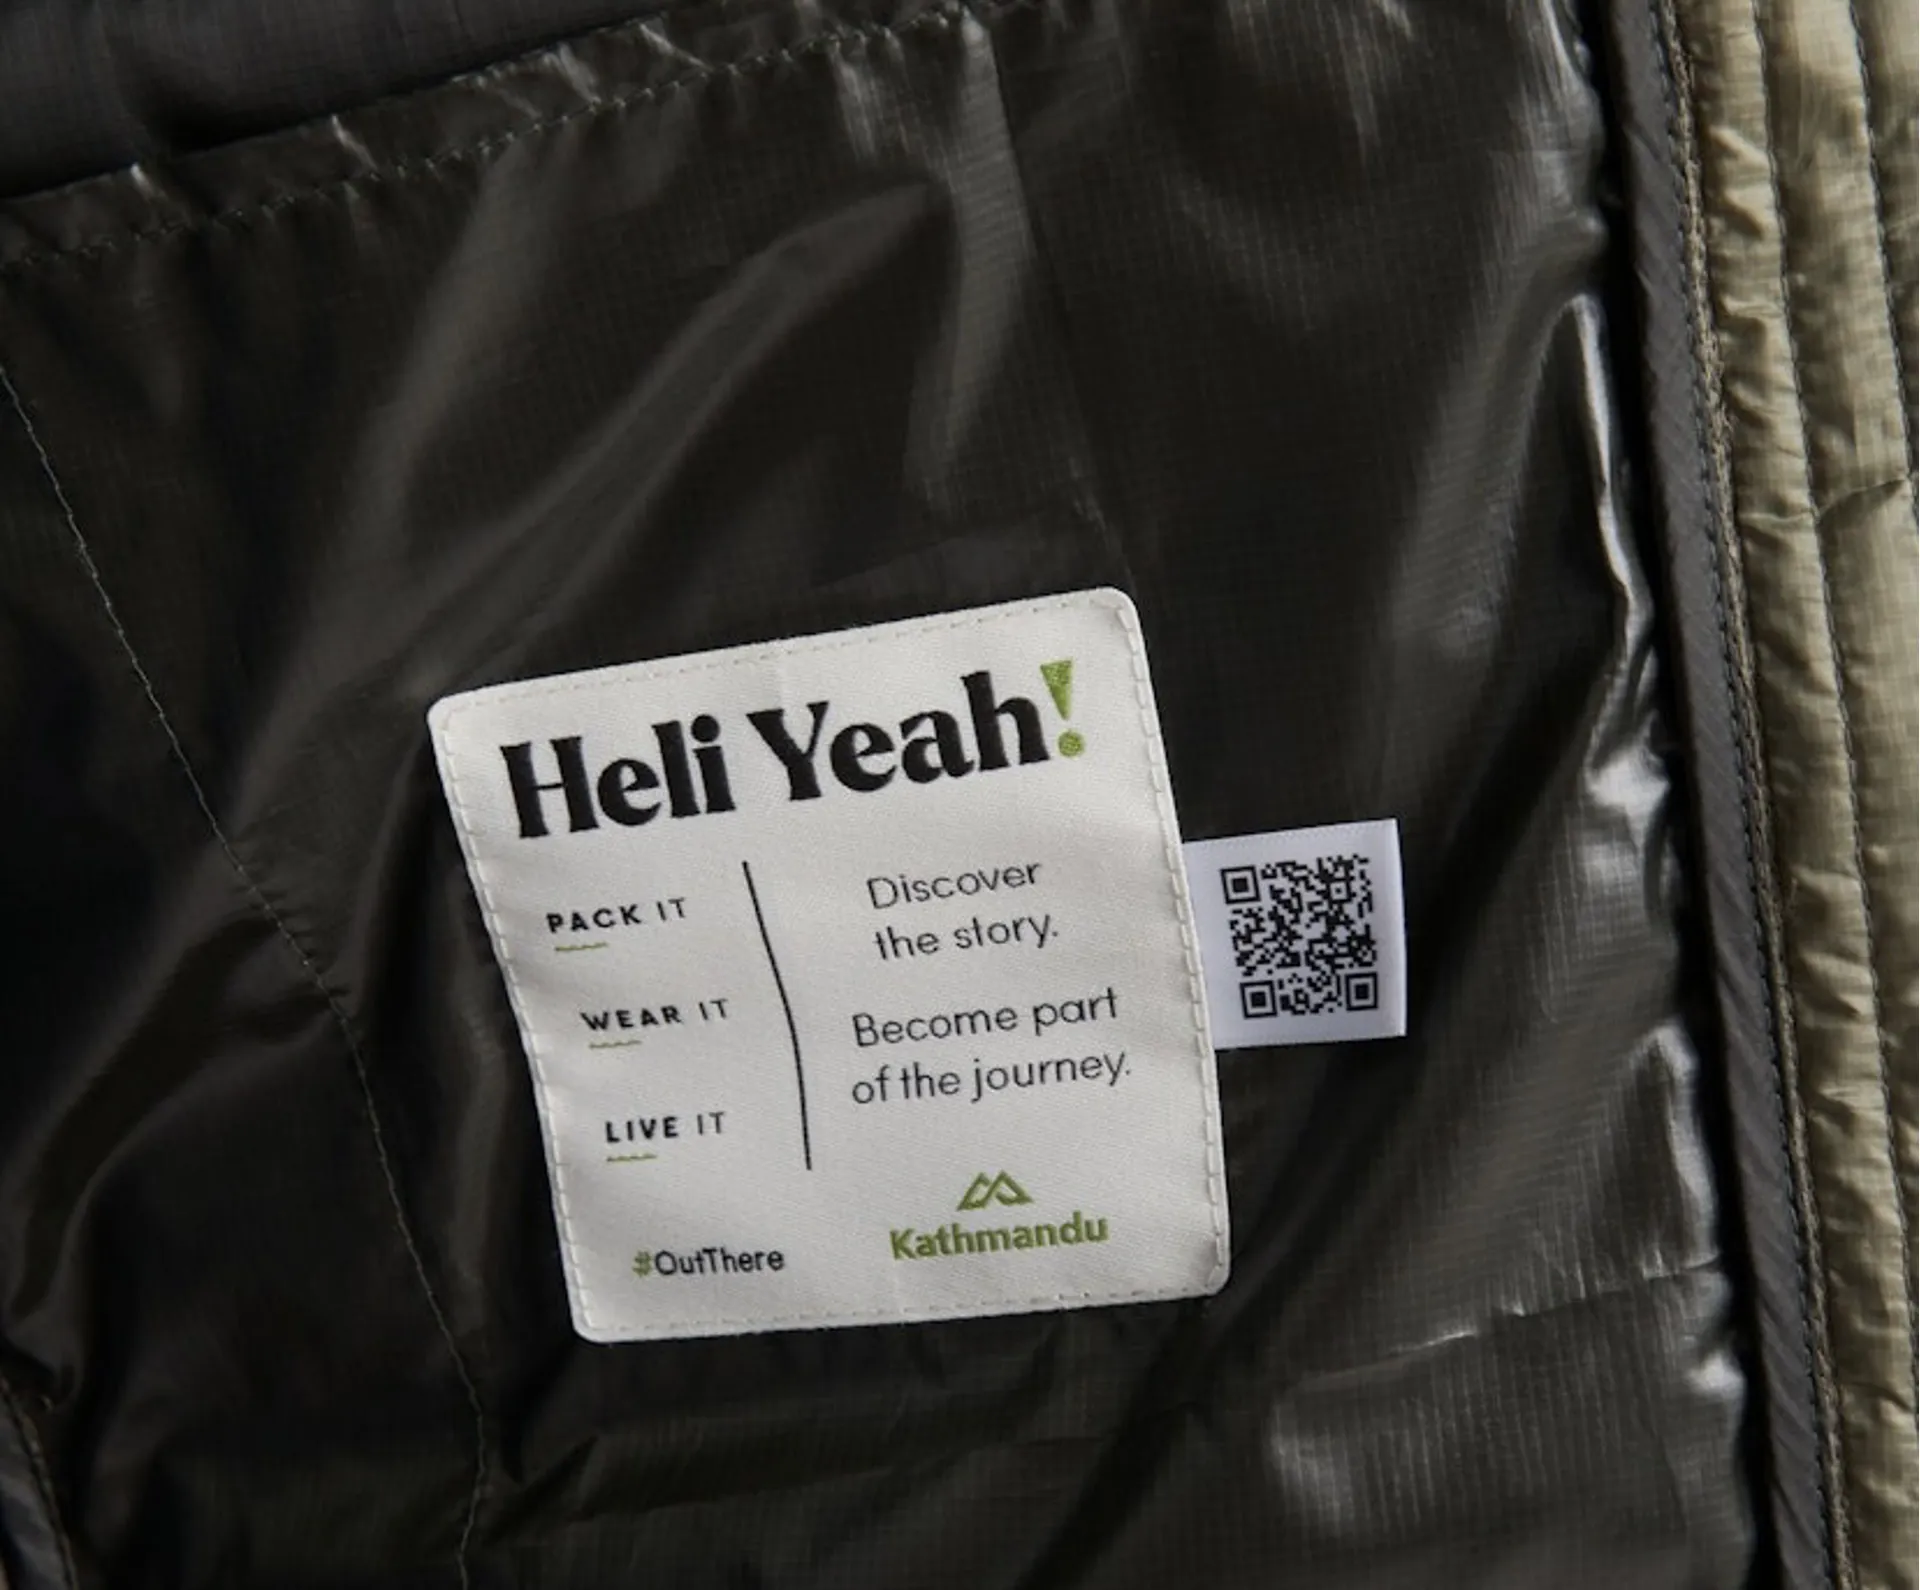 Heli Yeah!
PACK IT
WEAR IT
LIVE IT
#OutThere
Discover
the story.
Become part
of the journey.
Kathmandu